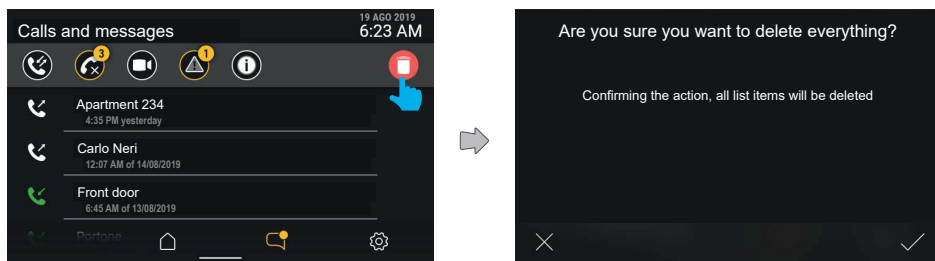 Calls and messages
19 AGO 2019
6:23 AM
3
1
Apartment 234
4:35 PM yesterday
Carlo Neri
12:07 AM of 14/08/2019
Front door
6:45 AM of 13/08/2019
Portone
Are you sure you want to delete everything?
Confirming the action, all list items will be deleted